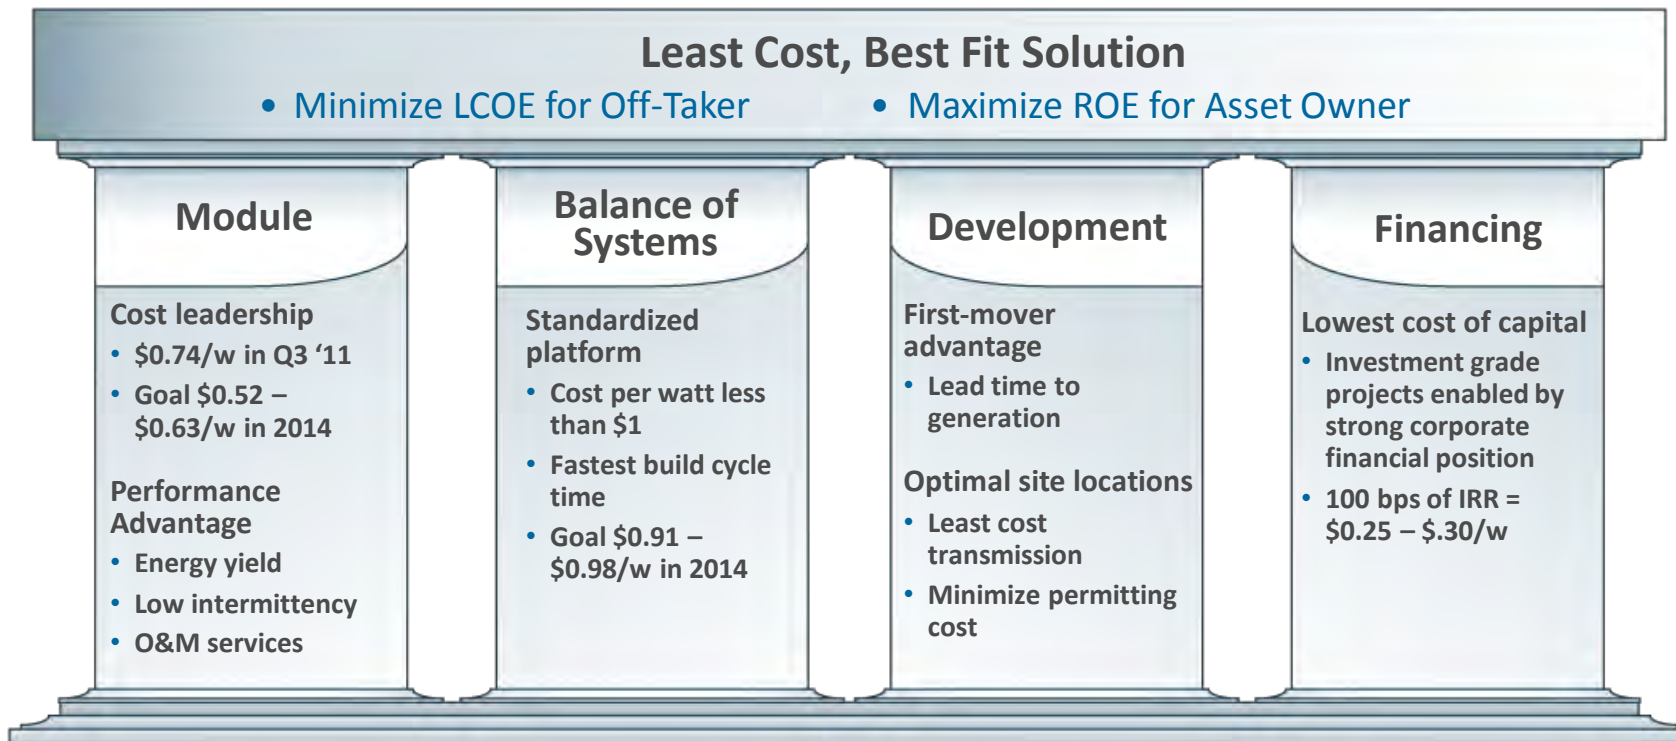 Least Cost, Best Fit Solution
• Minimize LCOE for Off-Taker
• Maximize ROE for Asset Owner
Module
Cost leadership
• $0.74/w in Q3 ‘11
• Goal $0.52 –
$0.63/w in 2014
Performance
Advantage
• Energy yield
• Low intermittency
• O&M services
Balance of
Systems
Standardized
platform
• Cost per watt less
than $1
• Fastest build cycle
time
• Goal $0.91 –
$0.98/w in 2014
Development
First-mover
advantage
• Lead time to
generation
Optimal site locations
• Least cost
transmission
• Minimize permitting
cost
Financing
Lowest cost of capital
• Investment grade
projects enabled by
strong corporate
financial position
• 100 bps of IRR =
$0.25 – $.30/w